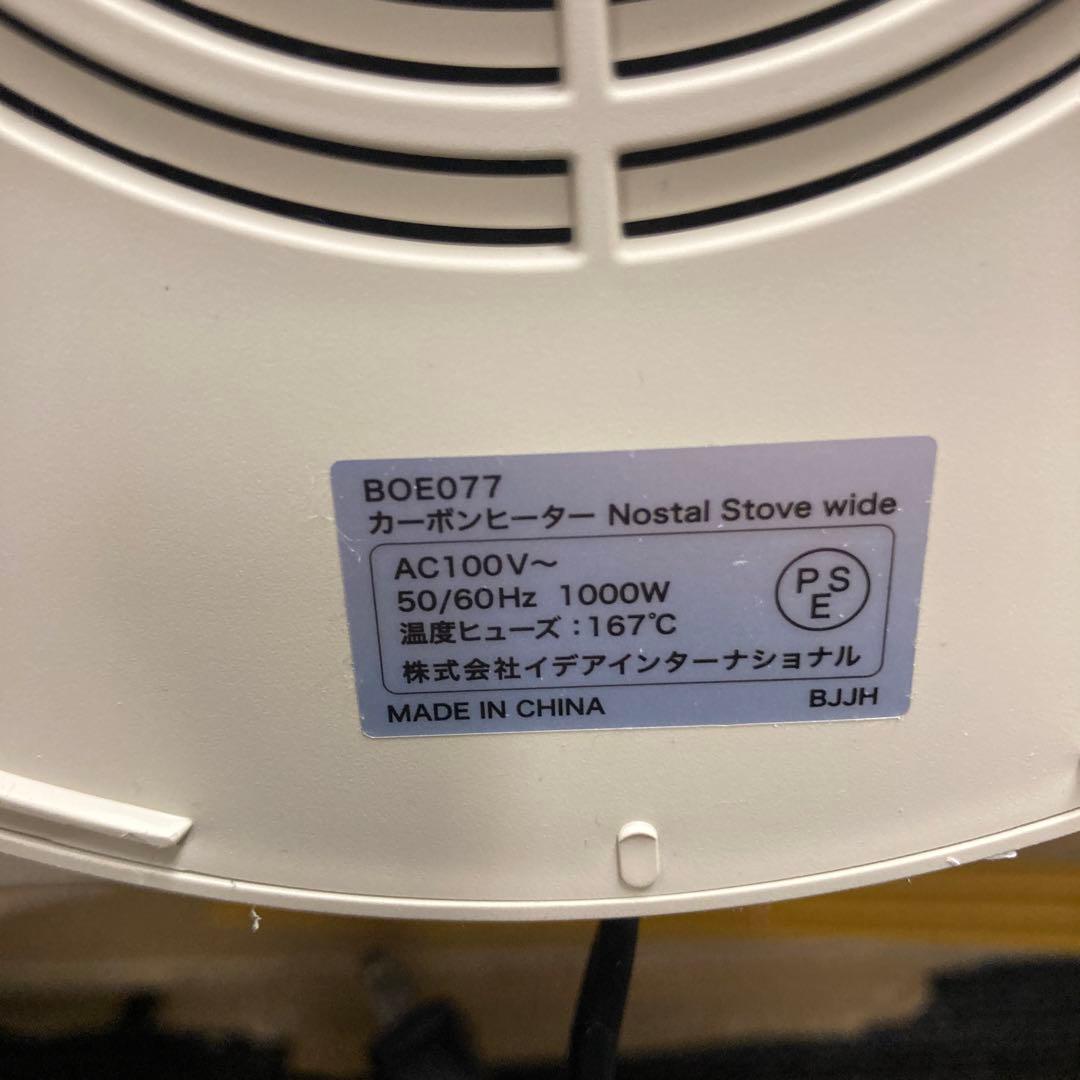 BOE077
カーボンヒーター Nostal Stove wide
AC100V～
50/60Hz 1000W
温度ヒューズ：167℃
PSE
株式会社イデアインターナショナル
MADE IN CHINA
BJJH